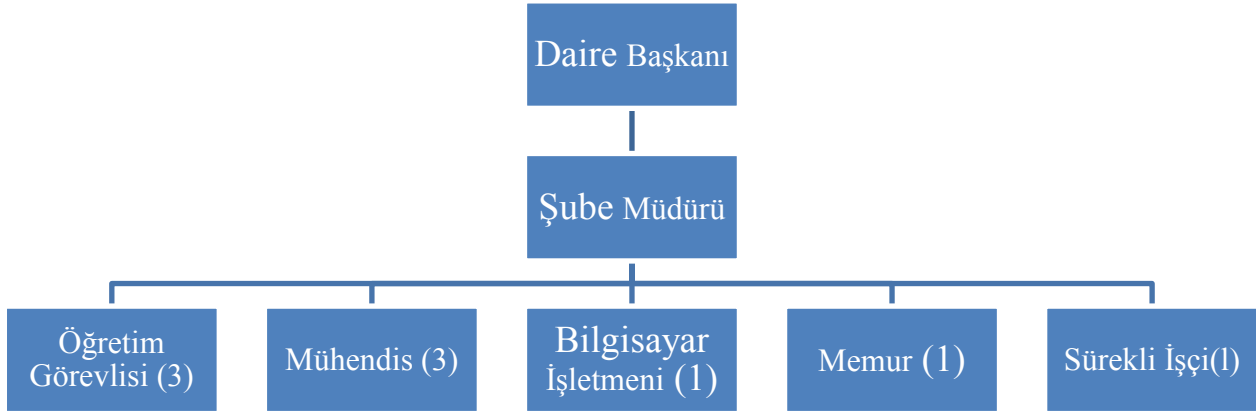 Daire Başkanı
Şube Müdürü
Öğretim
Görevlisi (3)
Mühendis (3)
Bilgisayar
İşletmeni (1)
Memur (1)
Sürekli İşçi(l)